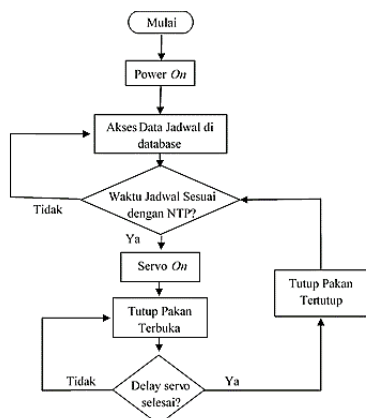 Mulai
Power On
Akses Data Jadwal di
database
Waktu Jadwal Sesuai
dengan NTP?
Tidak
Ya
Servo On
Tutup Pakan
Terbuka
Tutup Pakan
Tertutup
Delay servo
selesai?
Tidak
Ya